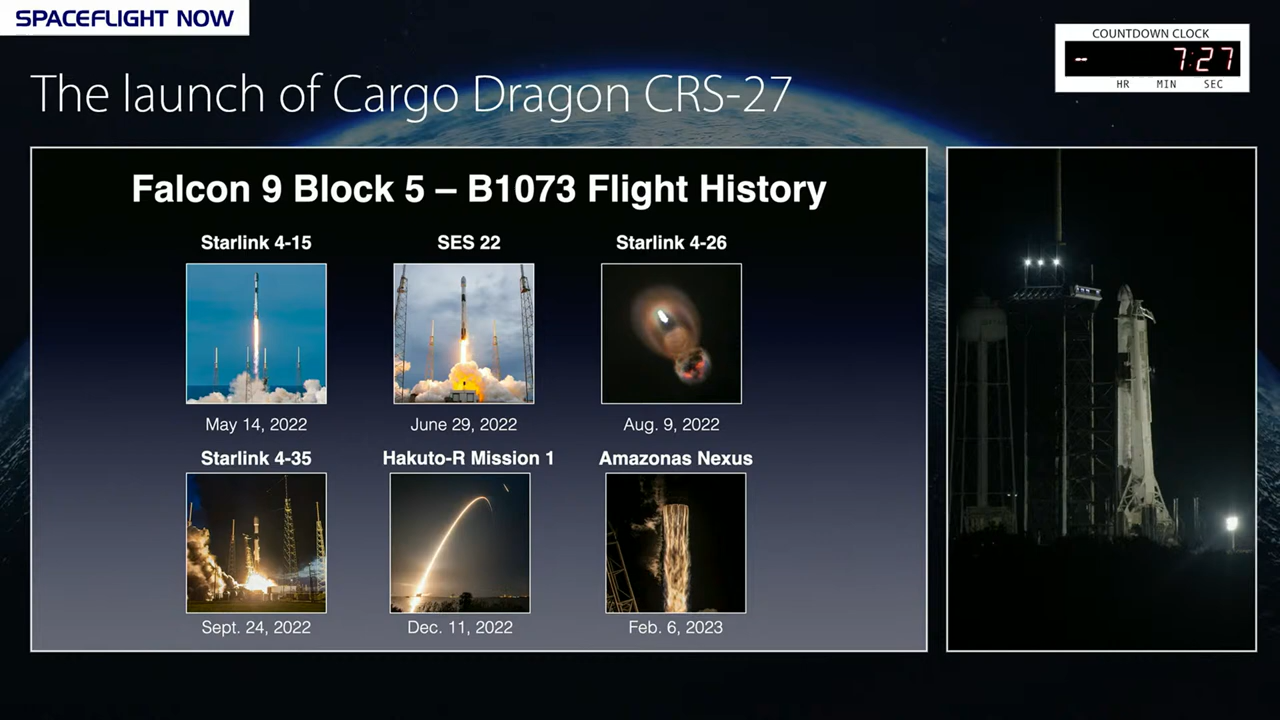 SPACEFLIGHT NOW
COUNTDOWN CLOCK
-- 7:27
HR MIN SEC
The launch of Cargo Dragon CRS-27
Falcon 9 Block 5 – B1073 Flight History
Starlink 4-15 SES 22 Starlink 4-26
May 14, 2022 June 29, 2022 Aug. 9, 2022
Starlink 4-35 Hakuto-R Mission 1 Amazonas Nexus
Sept. 24, 2022 Dec. 11, 2022 Feb. 6, 2023